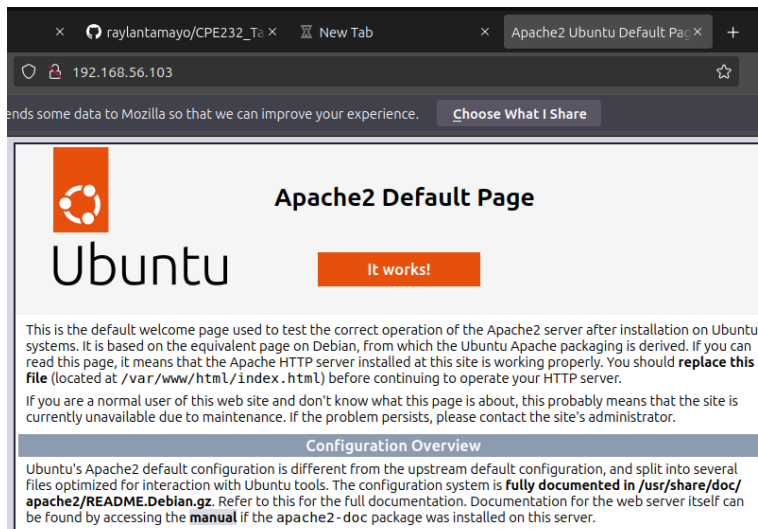 raylantamayo/CPE232_Ta
New Tab
Apache2 Ubuntu Default Pag
192.168.56.103
ends some data to Mozilla so that we can improve your experience.
Choose What I Share
Ubuntu
Apache2 Default Page
It works!
This is the default welcome page used to test the correct operation of the Apache2 server after installation on Ubuntu
systems. It is based on the equivalent page on Debian, from which the Ubuntu Apache packaging is derived. If you can
read this page, it means that the Apache HTTP server installed at this site is working properly. You should replace this
file (located at /var/www/html/index.html) before continuing to operate your HTTP server.
If you are a normal user of this web site and don't know what this page is about, this probably means that the site is
currently unavailable due to maintenance. If the problem persists, please contact the site's administrator.
Configuration Overview
Ubuntu's Apache2 default configuration is different from the upstream default configuration, and split into several
files optimized for interaction with Ubuntu tools. The configuration system is fully documented in /usr/share/doc/
apache2/README.Debian.gz. Refer to this for the full documentation. Documentation for the web server itself can
be found by accessing the manual if the apache2-doc package was installed on this server.